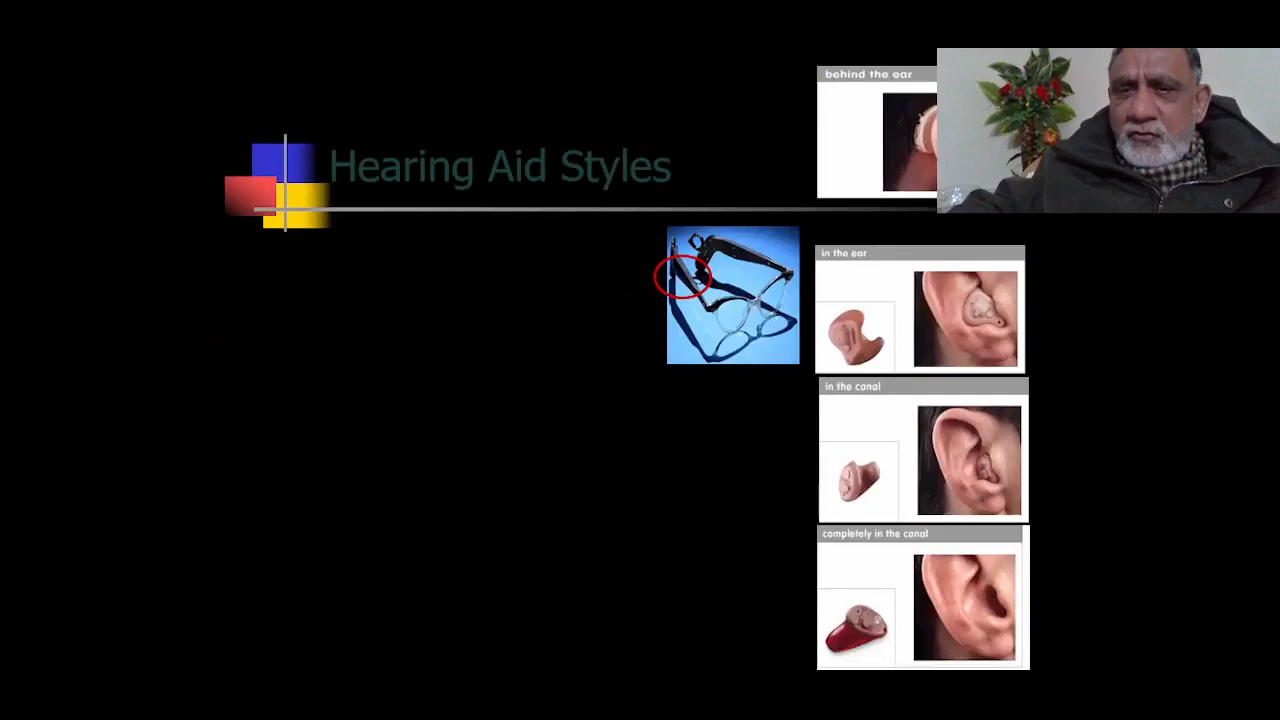 behind the ear
Hearing Aid Styles
in the ear
in the canal
completely in the canal